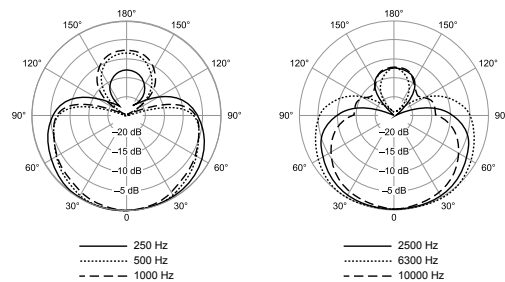 180° 180°
150° 150° 150° 150°
120° 120° 120° 120°
90° 90° 90° 90°
–20 dB –20 dB
–15 dB –15 dB
–10 dB –10 dB
–5 dB –5 dB
60° 60° 60° 60°
30° 30° 30° 30°
0 0
250 Hz 2500 Hz
500 Hz 6300 Hz
1000 Hz 10000 Hz